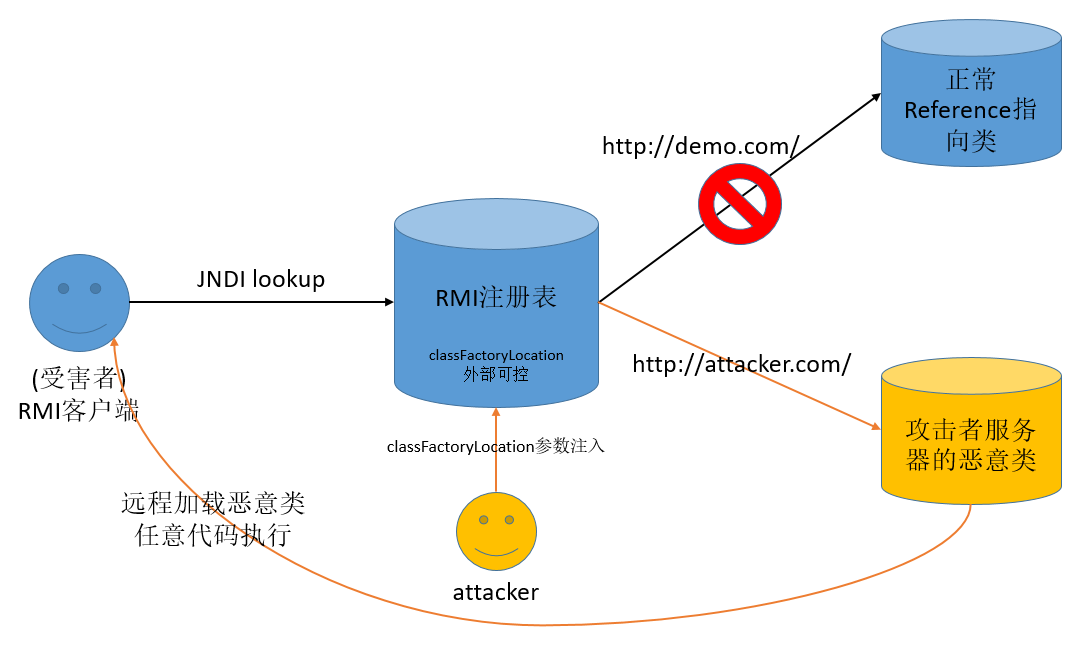 正常
Reference指
向类
http://demo.com/
JNDI lookup
RMI注册表
classFactoryLocation
外部可控
http://attacker.com/
(受害者)
RMI客户端
攻击者服务
器的恶意类
classFactoryLocation参数注入
远程加载恶意类
任意代码执行
attacker